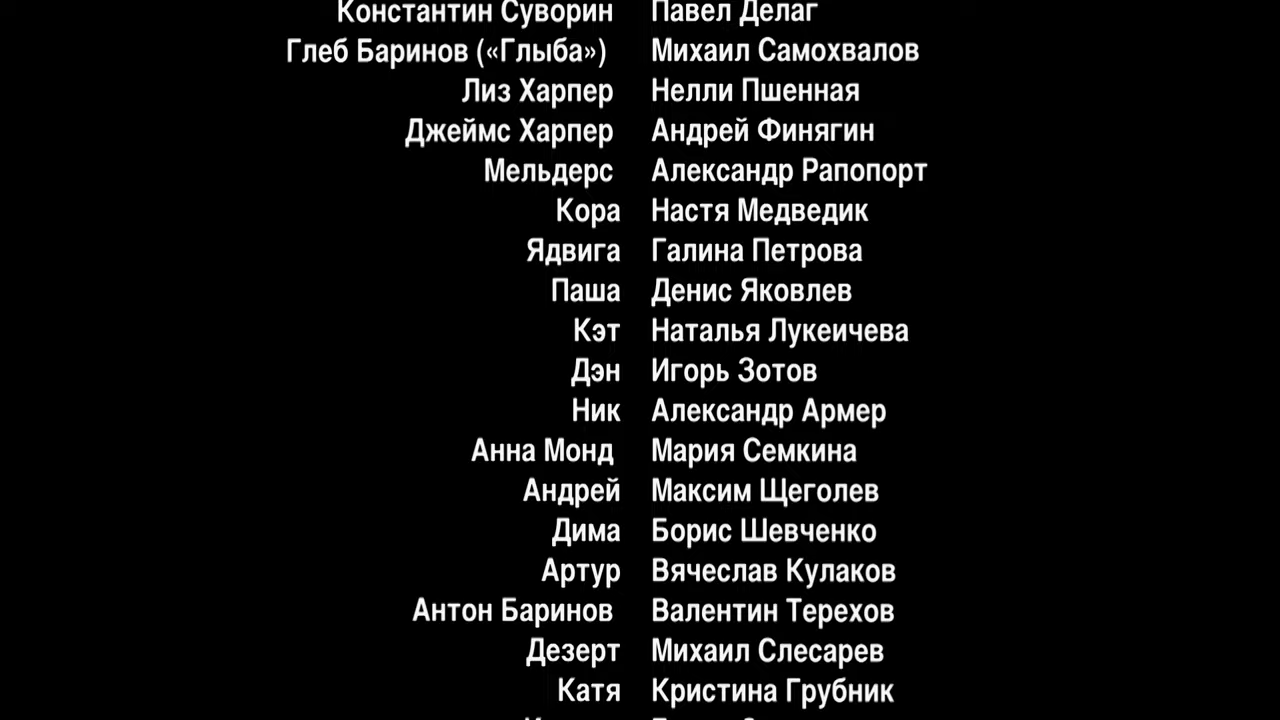 Константин Суворин Павел Делаг
Глеб Баринов («Глыба») Михаил Самохвалов
Лиз Харпер Нелли Пшенная
Джеймс Харпер Андрей Финягин
Мельдерс Александр Рапопорт
Кора Настя Медведик
Ядвига Галина Петрова
Паша Денис Яковлев
Кэт Наталья Лукеичева
Дэн Игорь Зотов
Ник Александр Армер
Анна Монд Мария Семкина
Андрей Максим Щеголев
Дима Борис Шевченко
Артур Вячеслав Кулаков
Антон Баринов Валентин Терехов
Дезерт Михаил Слесарев
Катя Кристина Грубник